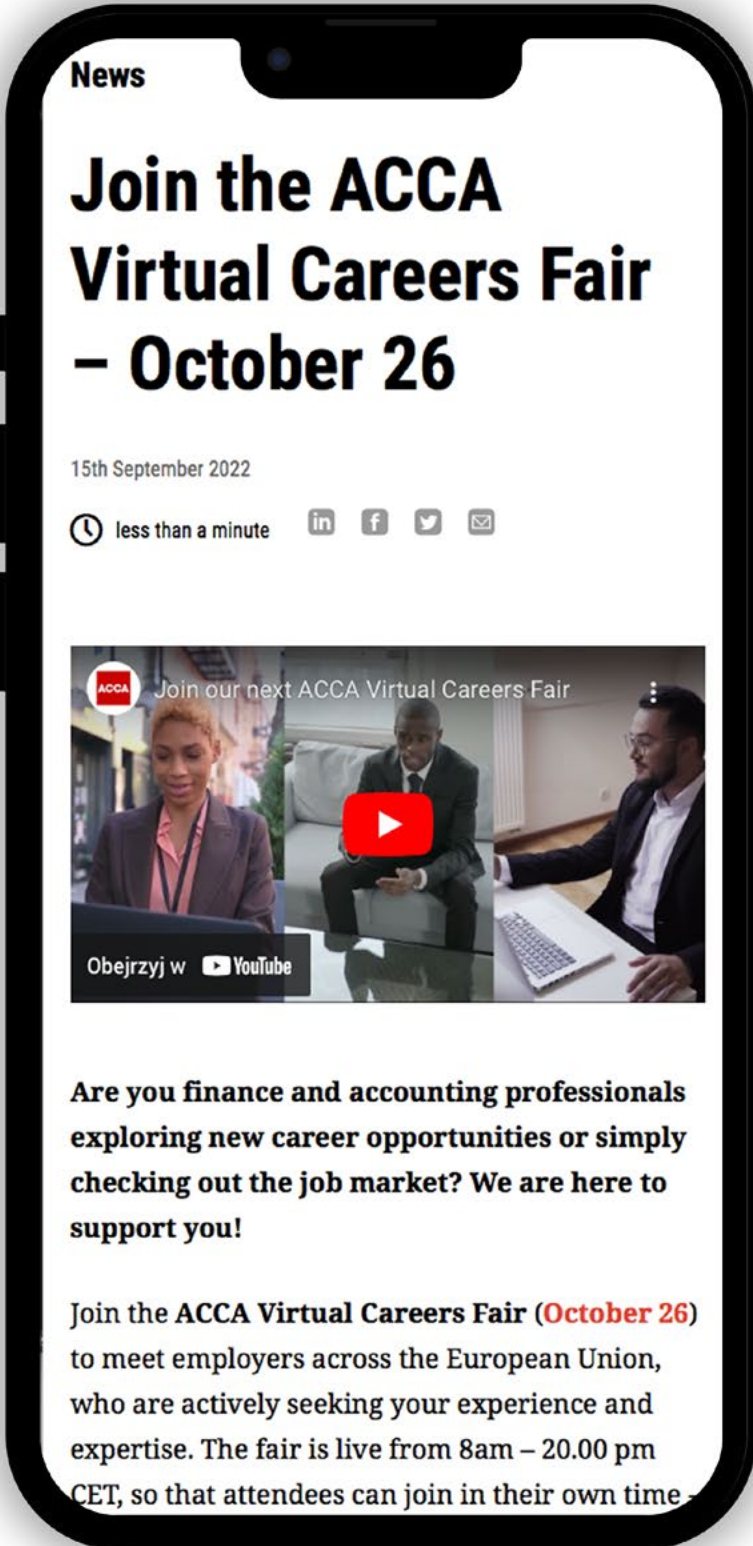 News
Join the ACCA
Virtual Careers Fair
– October 26
15th September 2022
less than a minute
in f
ACCA Join our next ACCA Virtual Careers Fair
Obejrzyj w YouTube
Are you finance and accounting professionals
exploring new career opportunities or simply
checking out the job market? We are here to
support you!
Join the ACCA Virtual Careers Fair (October 26)
to meet employers across the European Union,
who are actively seeking your experience and
expertise. The fair is live from 8am – 20.00 pm
CET, so that attendees can join in their own time –